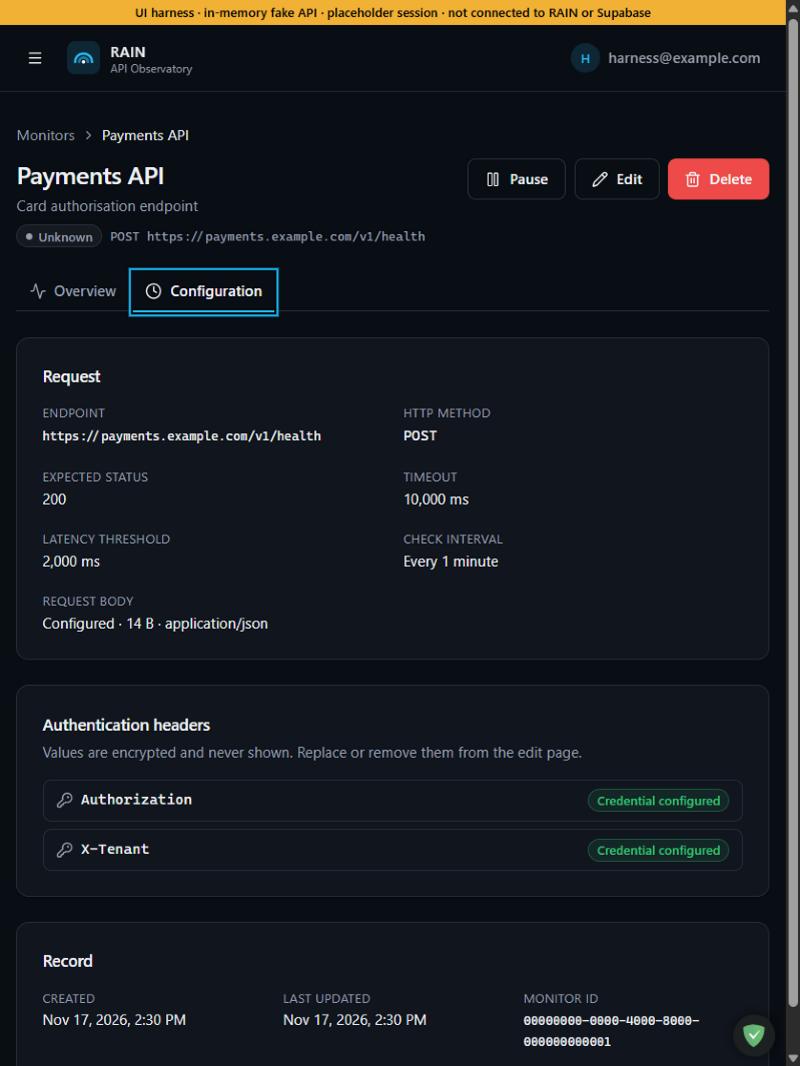 UI harness · in-memory fake API · placeholder session · not connected to RAIN or Supabase
RAIN
API Observatory
H
harness@example.com
Monitors > Payments API
Payments API
Card authorisation endpoint
Pause
Edit
Delete
Unknown
POST https://payments.example.com/v1/health
Overview
Configuration
Request
ENDPOINT
https://payments.example.com/v1/health
HTTP METHOD
POST
EXPECTED STATUS
200
TIMEOUT
10,000 ms
LATENCY THRESHOLD
2,000 ms
CHECK INTERVAL
Every 1 minute
REQUEST BODY
Configured · 14 B · application/json
Authentication headers
Values are encrypted and never shown. Replace or remove them from the edit page.
Authorization
Credential configured
X-Tenant
Credential configured
Record
CREATED
Nov 17, 2026, 2:30 PM
LAST UPDATED
Nov 17, 2026, 2:30 PM
MONITOR ID
00000000-0000-4000-8000-
000000000001